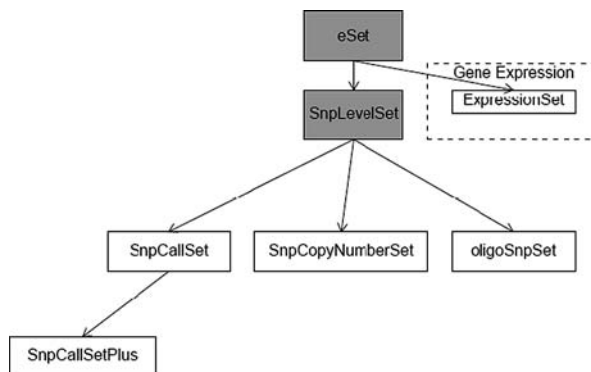 eSet
Gene Expression
ExpressionSet
SnpLevelSet
SnpCallSet
SnpCopyNumberSet
oligoSnpSet
SnpCallSetPlus